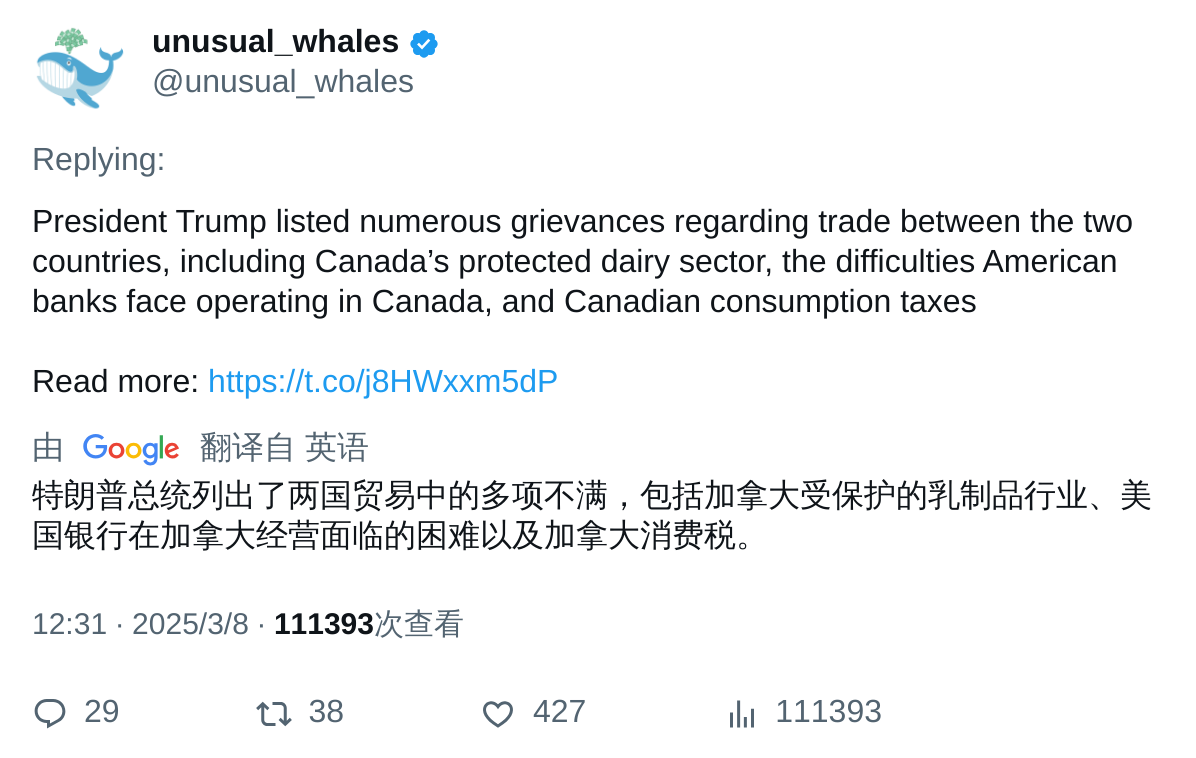 unusual_whales
@unusual_whales
Replying:
President Trump listed numerous grievances regarding trade between the two
countries, including Canada’s protected dairy sector, the difficulties American
banks face operating in Canada, and Canadian consumption taxes
Read more: https://t.co/j8HWxxm5dP
由 Google 翻译自 英语
特朗普总统列出了两国贸易中的多项不满，包括加拿大受保护的乳制品行业、美
国银行在加拿大经营面临的困难以及加拿大消费税。
12:31 · 2025/3/8 · 111393次查看
29 38 427 111393